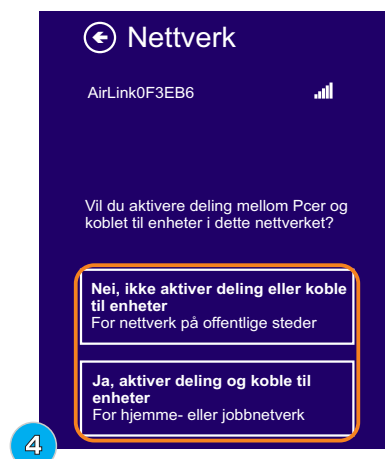 Nettverk
AirLink0F3EB6
Vil du aktivere deling mellom Pcer og
koblet til enheter i dette nettverket?
Nei, ikke aktiver deling eller koble
til enheter
For nettverk på offentlige steder
Ja, aktiver deling og koble til
enheter
For hjemme- eller jobbnetverk
4